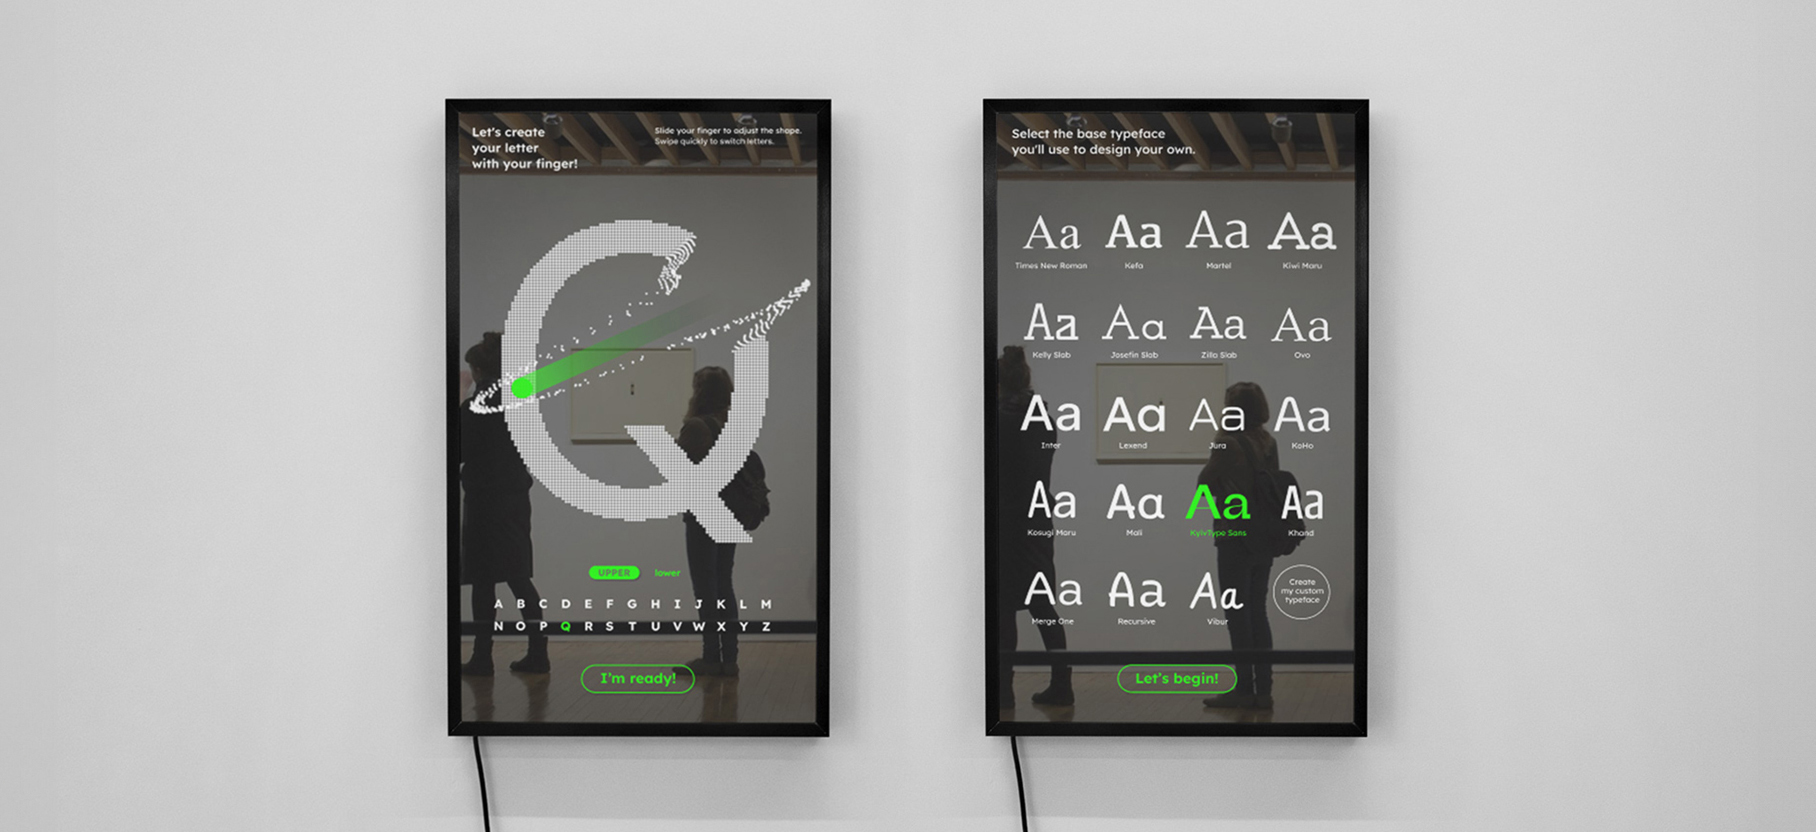 Let's create
your letter
with your finger!
Slide your finger to adjust the shape.
Swipe quickly to switch letters.
Q
UPPER lower
A B C D E F G H I J K L M
N O P Q R S T U V W X Y Z
I'm ready!
Select the base typeface
you'll use to design your own.
Aa Aa Aa Aa
Times New Roman Kefa Martel Kiwi Maru
Aa Aa Aa Aa
Kelly Slab Josefin Slab Zilla Slab Ovo
Aa Aa Aa Aa
Inter Lexend Jura KoHo
Aa Aa Aa Aa
Kosugi Maru Mali KyivType Sans Khand
Aa Aa Aa
Merge One Recursive Vibur
Create
my custom
typeface
Let's begin!